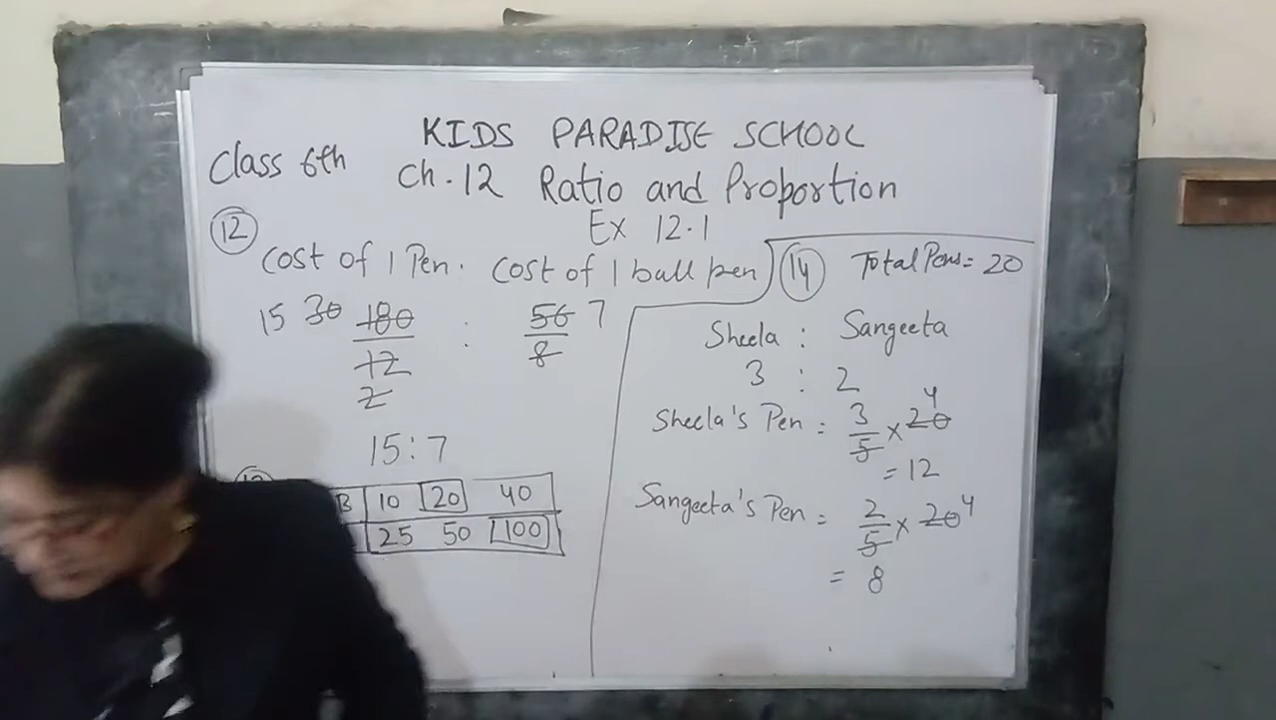 KIDS PARADISE SCHOOL
Class 6th
Ch. 12 Ratio and Proportion
Ex 12.1
12
Cost of 1 Pen . Cost of 1 ball pen
15 30 180 : 56 7
12 8
2
15:7
B 10 20 40
25 50 100
14 Total Pens = 20
Sheela : Sangeeta
3 : 2
Sheela's Pen = 3/5 × 20 4
= 12
Sangeeta's Pen = 2/5 × 20 4
= 8